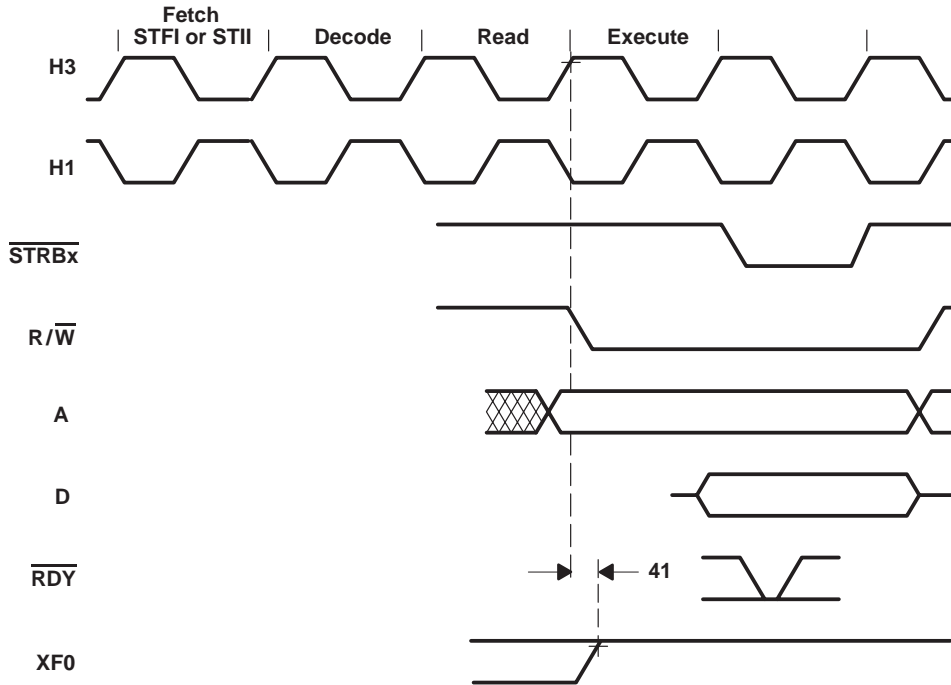 Fetch
STFI or STII
Decode
Read
Execute
H3
H1
STRBx
R/W
A
D
RDY
41
XF0